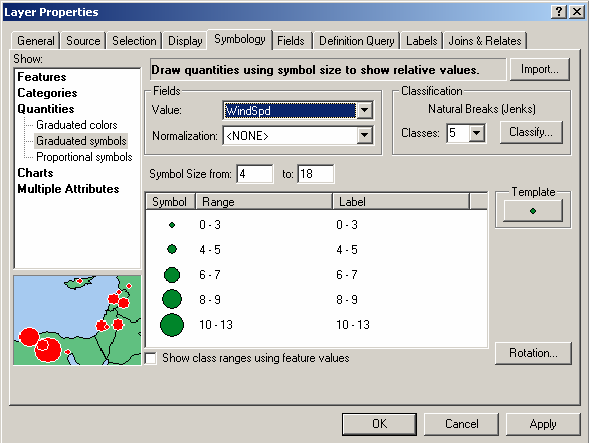 Layer Properties
General Source Selection Display Symbology Fields Definition Query Labels Joins & Relates
Show:
Features
Categories
Quantities
Graduated colors
Graduated symbols
Proportional symbols
Charts
Multiple Attributes
Draw quantities using symbol size to show relative values.
Import...
Fields
Value: WindSpd
Normalization: <NONE>
Classification
Natural Breaks (Jenks)
Classes: 5 Classify...
Symbol Size from: 4 to: 18
Symbol Range Label
0 - 3 0 - 3
4 - 5 4 - 5
6 - 7 6 - 7
8 - 9 8 - 9
10 - 13 10 - 13
Template
Show class ranges using feature values
Rotation...
OK Cancel Apply